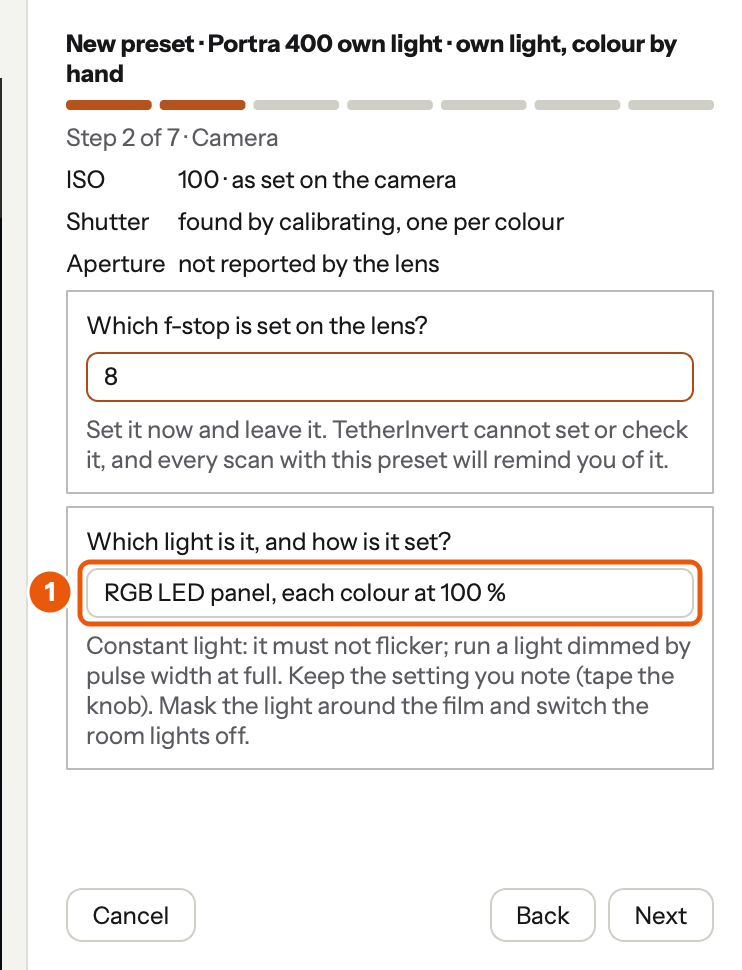 New preset · Portra 400 own light · own light, colour by
hand
Step 2 of 7 · Camera
ISO 100 · as set on the camera
Shutter found by calibrating, one per colour
Aperture not reported by the lens
Which f-stop is set on the lens?
8
Set it now and leave it. TetherInvert cannot set or check
it, and every scan with this preset will remind you of it.
Which light is it, and how is it set?
1
RGB LED panel, each colour at 100 %
Constant light: it must not flicker; run a light dimmed by
pulse width at full. Keep the setting you note (tape the
knob). Mask the light around the film and switch the
room lights off.
Cancel Back Next